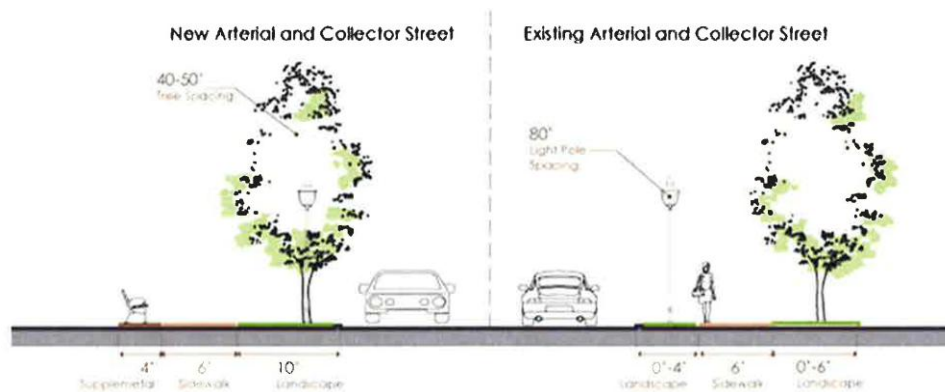 New Arterial and Collector Street
Existing Arterial and Collector Street
40-50'
Tree Spacing
80'
Light Pole
Spacing
4' 6' 10'
Supplemetal Sidewalk Landscape
0'-4' 6' 0'-6'
Landscape Sidewalk Landscape